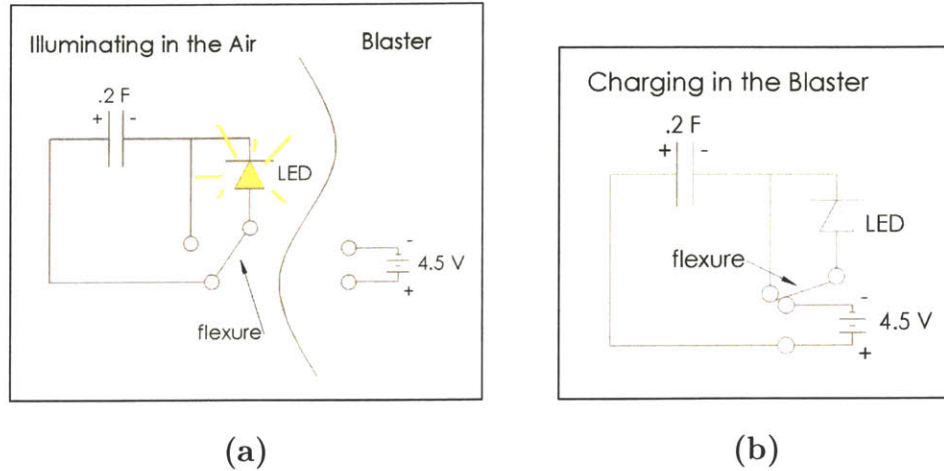 Illuminating in the Air
Blaster
.2 F
+ -
LED
-
4.5 V
+
flexure
(a)
Charging in the Blaster
.2 F
+ -
LED
flexure
-
4.5 V
+
(b)